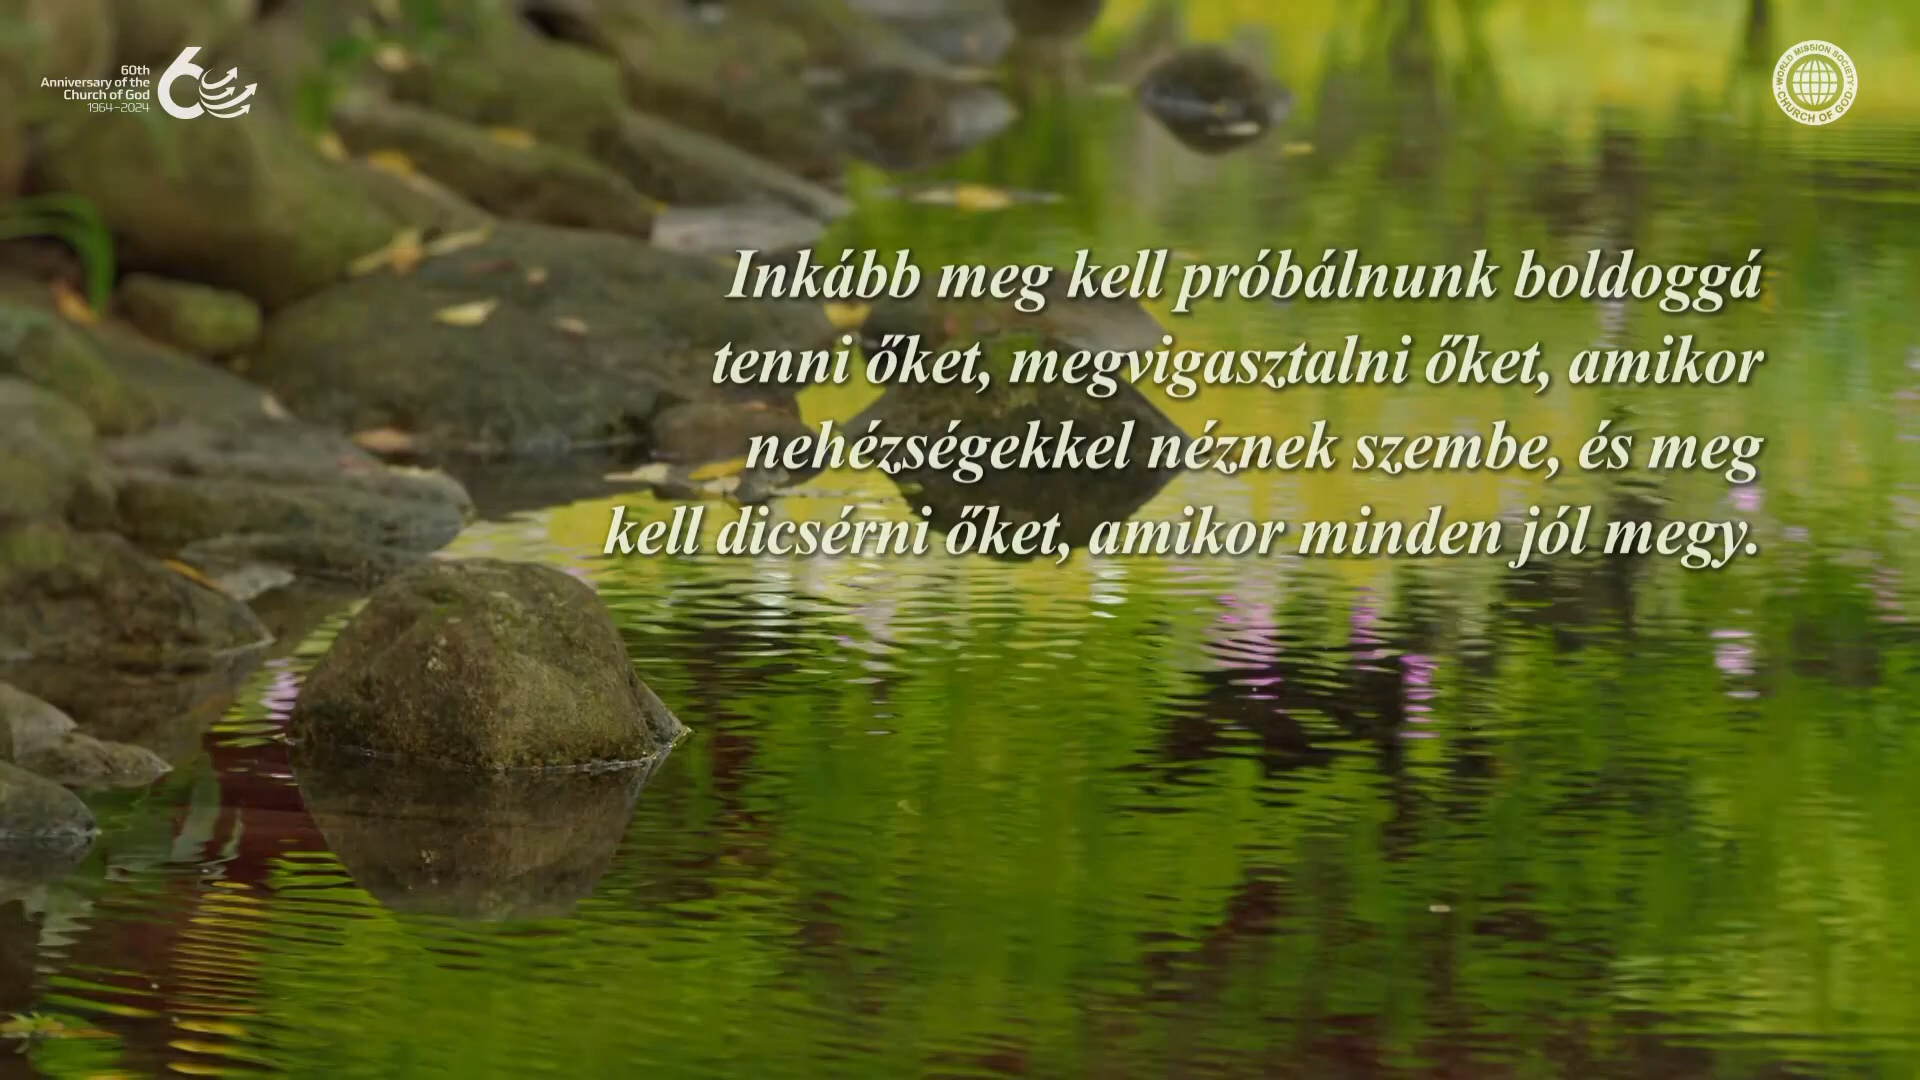 60th
Anniversary of the
Church of God
1964–2024
60
WORLD MISSION SOCIETY
CHURCH OF GOD
Inkább meg kell próbálnunk boldoggá
tenni őket, megvigasztalni őket, amikor
nehézségekkel néznek szembe, és meg
kell dicsérni őket, amikor minden jól megy.